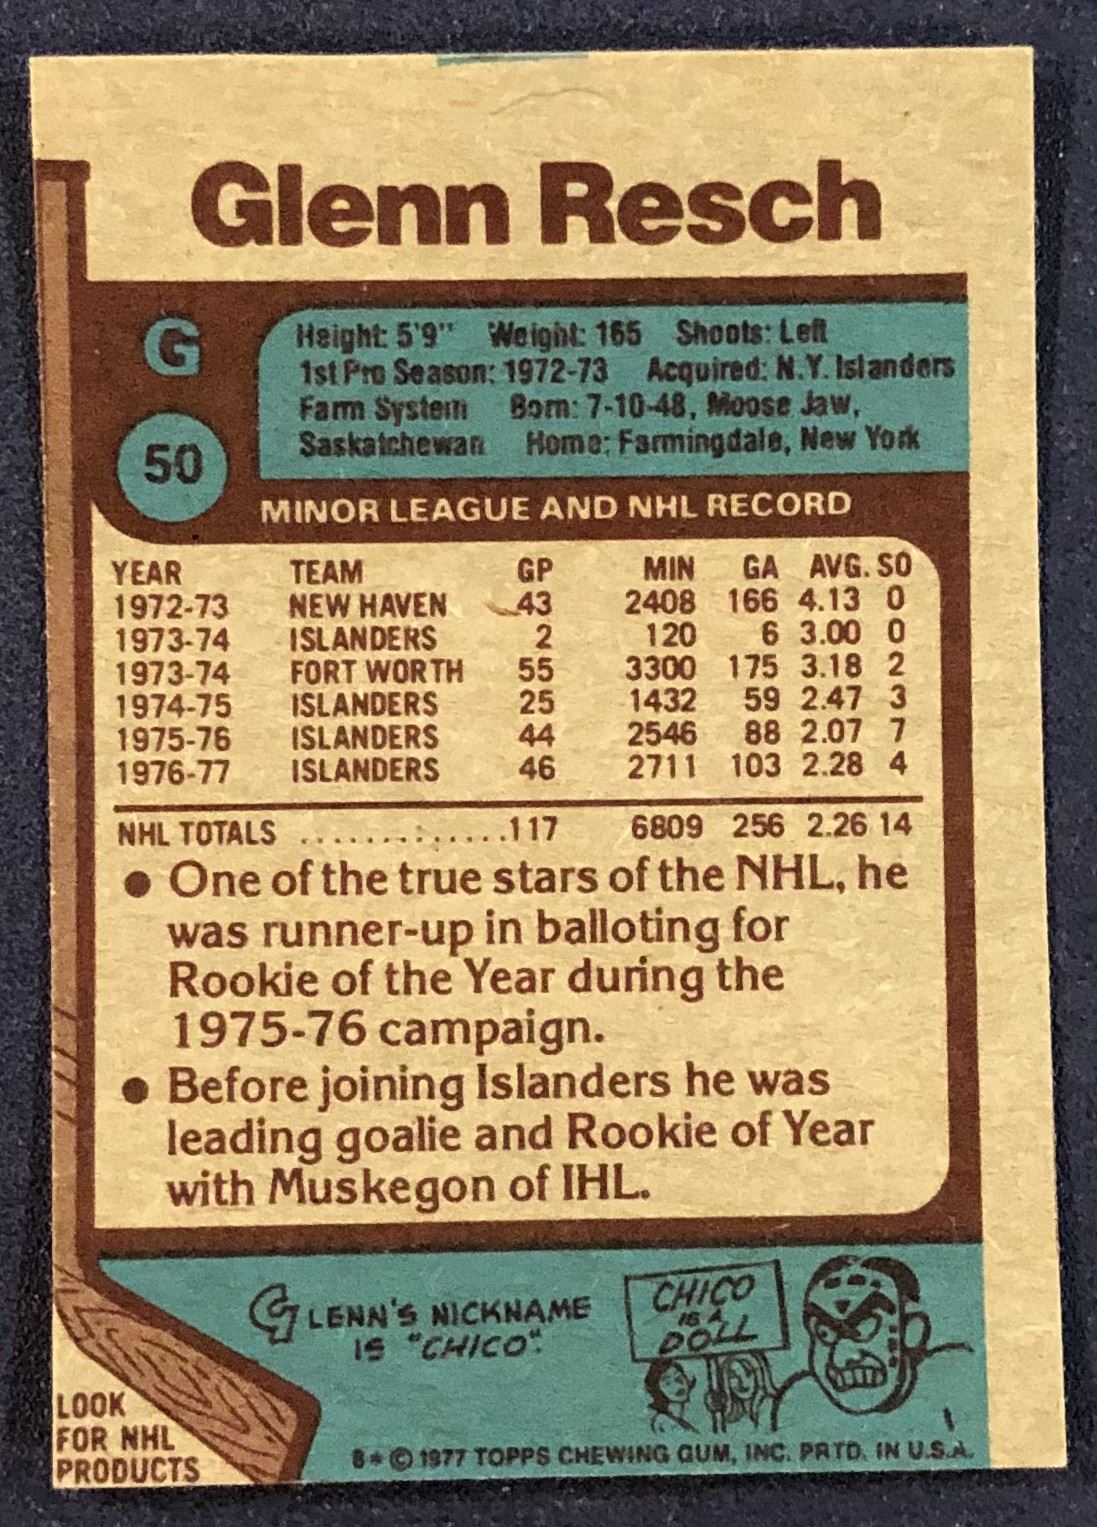 Glenn Resch
G
50
Height: 5'9" Weight: 165 Shoots: Left
1st Pro Season: 1972-73 Acquired: N.Y. Islanders
Farm System Born: 7-10-48, Moose Jaw,
Saskatchewan Home: Farmingdale, New York
MINOR LEAGUE AND NHL RECORD
YEAR TEAM GP MIN GA AVG. SO
1972-73 NEW HAVEN 43 2408 166 4.13 0
1973-74 ISLANDERS 2 120 6 3.00 0
1973-74 FORT WORTH 55 3300 175 3.18 2
1974-75 ISLANDERS 25 1432 59 2.47 3
1975-76 ISLANDERS 44 2546 88 2.07 7
1976-77 ISLANDERS 46 2711 103 2.28 4
NHL TOTALS .............117 6809 256 2.26 14
● One of the true stars of the NHL, he
was runner-up in balloting for
Rookie of the Year during the
1975-76 campaign.
● Before joining Islanders he was
leading goalie and Rookie of Year
with Muskegon of IHL.
GLENN'S NICKNAME
IS "CHICO".
CHICO
IS A
DOLL
LOOK
FOR NHL
PRODUCTS
8* © 1977 TOPPS CHEWING GUM, INC. PRTD. IN U.S.A.